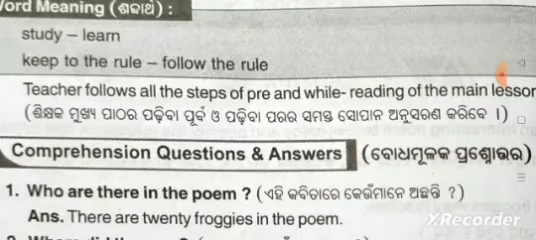 Word Meaning (ଶବ୍ଦାର୍ଥ) :
study – learn
keep to the rule – follow the rule
Teacher follows all the steps of pre and while- reading of the main lesson
(ଶିକ୍ଷକ ମୁଖ୍ୟ ପାଠର ପଢ଼ିବା ପୂର୍ବ ଓ ପଢ଼ିବା ପରର ସମସ୍ତ ସୋପାନ ଅନୁସରଣ କରିବେ ।)
Comprehension Questions & Answers (ବୋଧମୂଳକ ପ୍ରଶ୍ନୋତ୍ତର)
1. Who are there in the poem ? (ଏହି କବିତାରେ କେଉଁମାନେ ଅଛନ୍ତି ?)
Ans. There are twenty froggies in the poem.
XRecorder